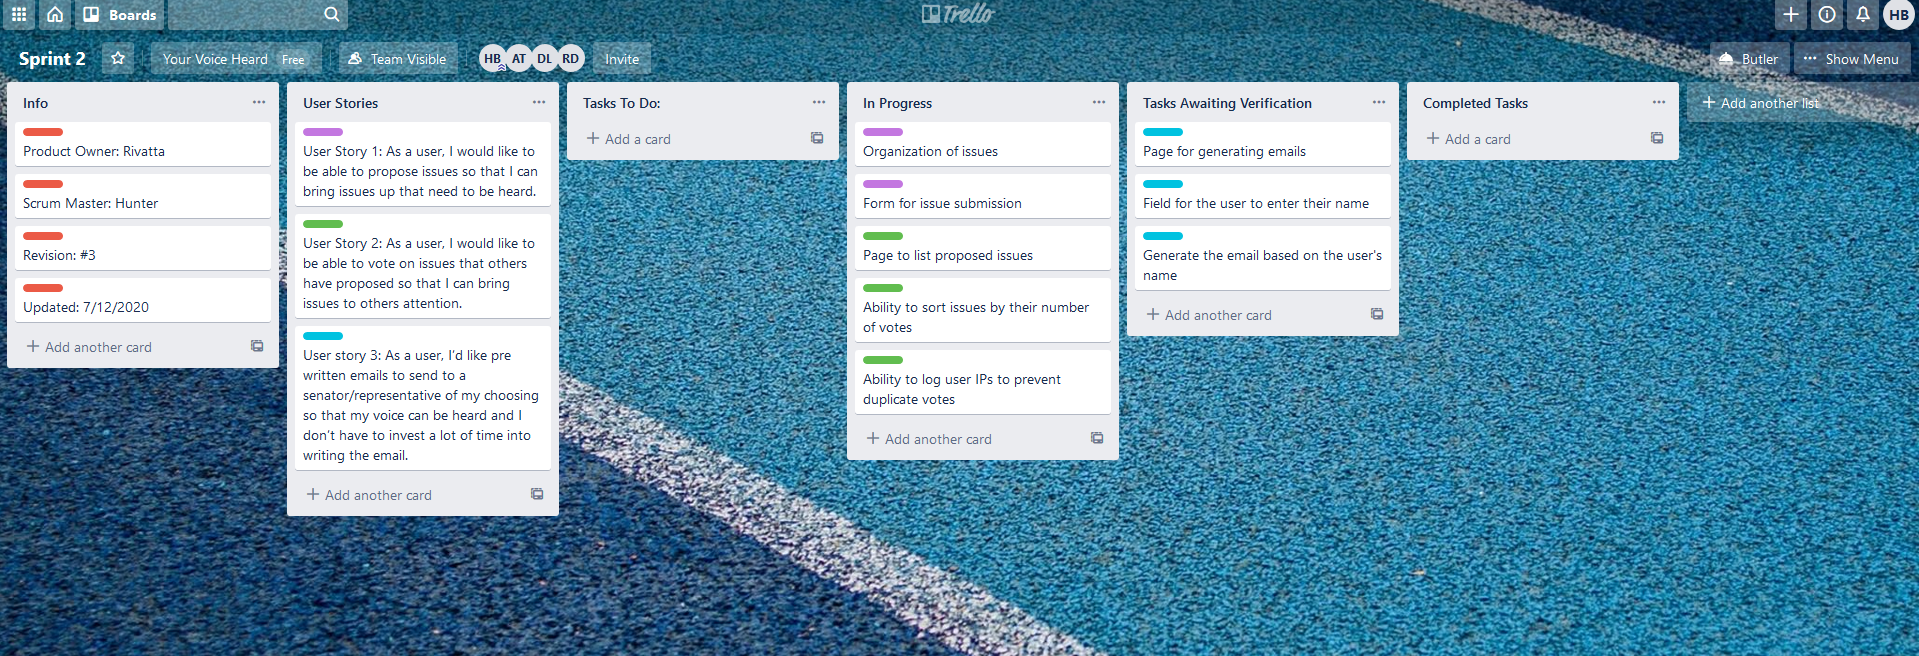 Boards
Trello
HB
Sprint 2
Your Voice Heard Free
Team Visible
HB AT DL RD
Invite
Butler
Show Menu
Info
Product Owner: Rivatta
Scrum Master: Hunter
Revision: #3
Updated: 7/12/2020
Add another card
User Stories
User Story 1: As a user, I would like to
be able to propose issues so that I can
bring issues up that need to be heard.
User Story 2: As a user, I would like to
be able to vote on issues that others
have proposed so that I can bring
issues to others attention.
User story 3: As a user, I'd like pre
written emails to send to a
senator/representative of my choosing
so that my voice can be heard and I
don't have to invest a lot of time into
writing the email.
Add another card
Tasks To Do:
Add a card
In Progress
Organization of issues
Form for issue submission
Page to list proposed issues
Ability to sort issues by their number
of votes
Ability to log user IPs to prevent
duplicate votes
Add another card
Tasks Awaiting Verification
Page for generating emails
Field for the user to enter their name
Generate the email based on the user's
name
Add another card
Completed Tasks
Add a card
Add another list